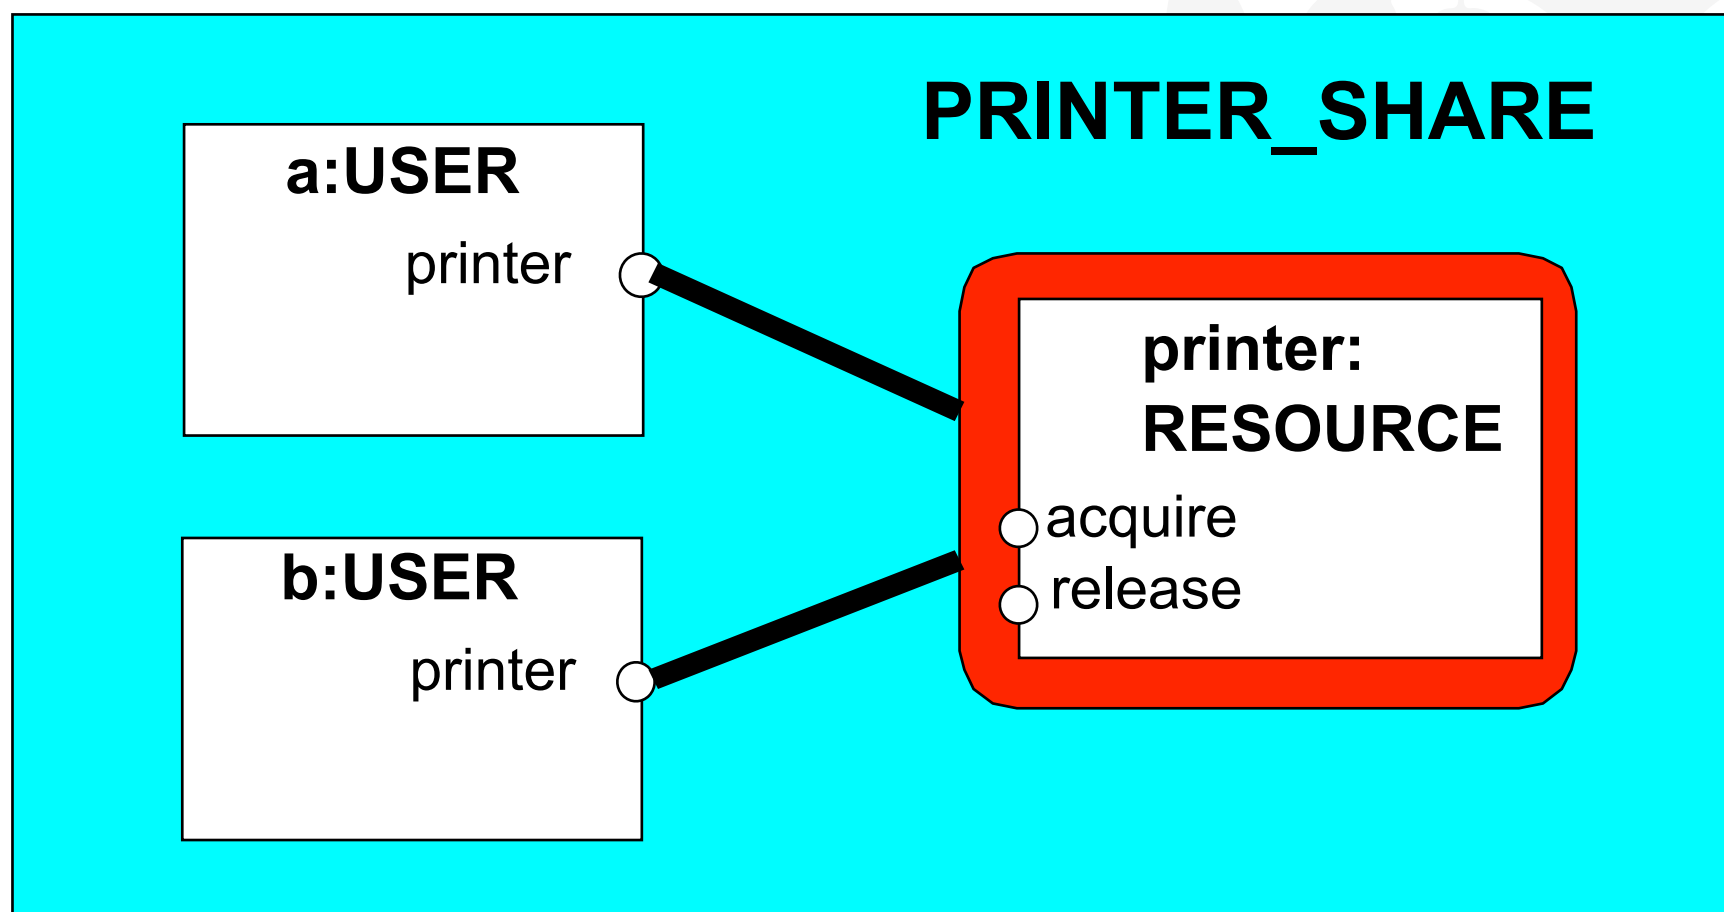 PRINTER_SHARE
a:USER
printer
b:USER
printer
printer:
RESOURCE
acquire
release